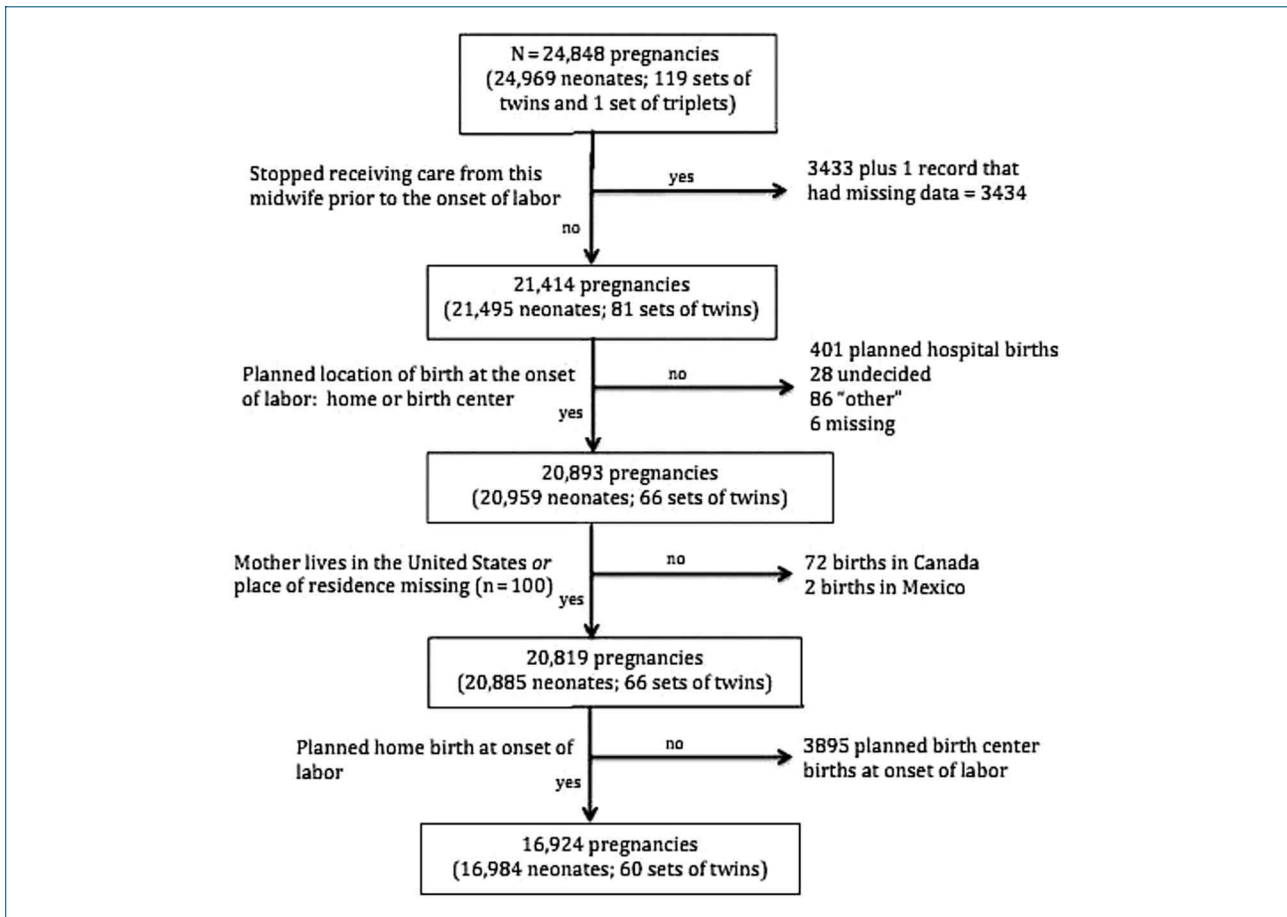 N = 24,848 pregnancies
(24,969 neonates; 119 sets of
twins and 1 set of triplets)
Stopped receiving care from this
midwife prior to the onset of labor
yes
3433 plus 1 record that
had missing data = 3434
no
21,414 pregnancies
(21,495 neonates; 81 sets of twins)
Planned location of birth at the onset
of labor: home or birth center
no
401 planned hospital births
28 undecided
86 "other"
6 missing
yes
20,893 pregnancies
(20,959 neonates; 66 sets of twins)
Mother lives in the United States or
place of residence missing (n = 100)
no
72 births in Canada
2 births in Mexico
yes
20,819 pregnancies
(20,885 neonates; 66 sets of twins)
Planned home birth at onset of
labor
no
3895 planned birth center
births at onset of labor
yes
16,924 pregnancies
(16,984 neonates; 60 sets of twins)